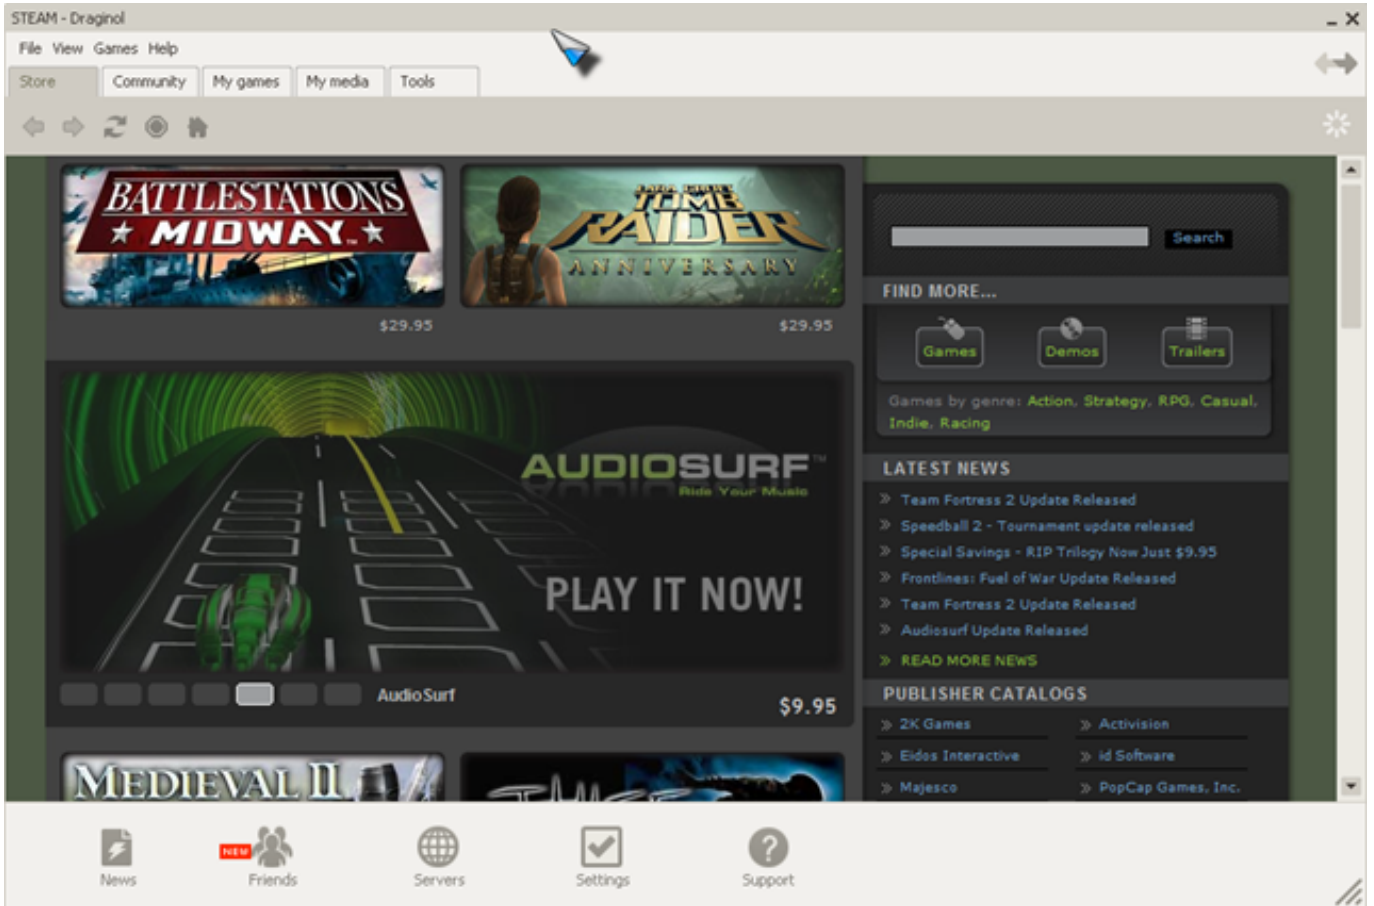 STEAM - Draginol
File View Games Help
Store Community My games My media Tools
BATTLESTATIONS
MIDWAY
LARA CROFT
TOMB
RAIDER
ANNIVERSARY
$29.95 $29.95
Search
FIND MORE...
Games Demos Trailers
Games by genre: Action, Strategy, RPG, Casual,
Indie, Racing
AUDIOSURF™
Ride Your Music
PLAY IT NOW!
AudioSurf
$9.95
LATEST NEWS
» Team Fortress 2 Update Released
» Speedball 2 - Tournament update released
» Special Savings - RIP Trilogy Now Just $9.95
» Frontlines: Fuel of War Update Released
» Team Fortress 2 Update Released
» Audiosurf Update Released
» READ MORE NEWS
PUBLISHER CATALOGS
» 2K Games » Activision
» Eidos Interactive » id Software
» Majesco » PopCap Games, Inc.
MEDIEVAL II
NEW
News Friends Servers Settings Support